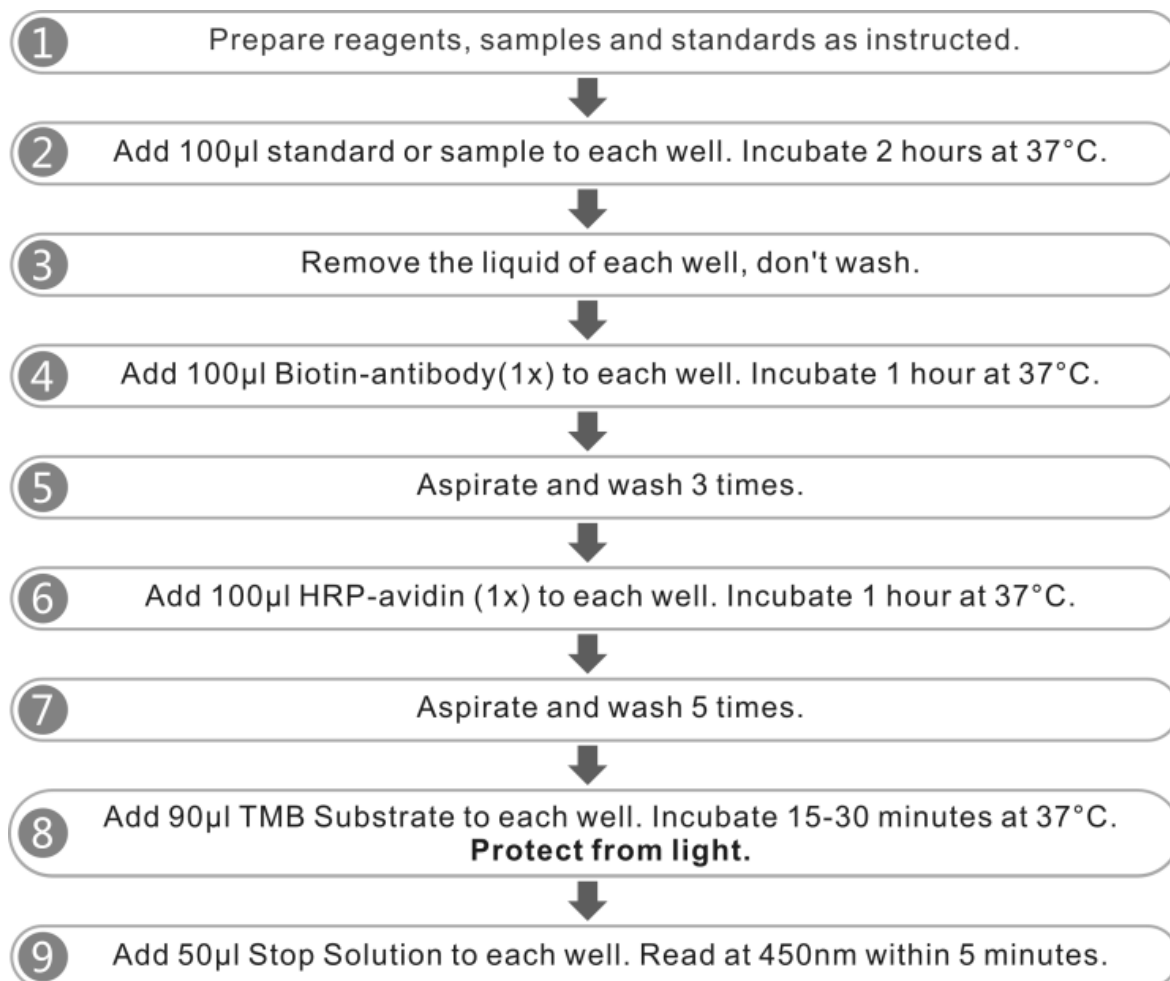 1 Prepare reagents, samples and standards as instructed.
2 Add 100µl standard or sample to each well. Incubate 2 hours at 37°C.
3 Remove the liquid of each well, don't wash.
4 Add 100µl Biotin-antibody(1x) to each well. Incubate 1 hour at 37°C.
5 Aspirate and wash 3 times.
6 Add 100µl HRP-avidin (1x) to each well. Incubate 1 hour at 37°C.
7 Aspirate and wash 5 times.
8 Add 90µl TMB Substrate to each well. Incubate 15-30 minutes at 37°C.
Protect from light.
9 Add 50µl Stop Solution to each well. Read at 450nm within 5 minutes.